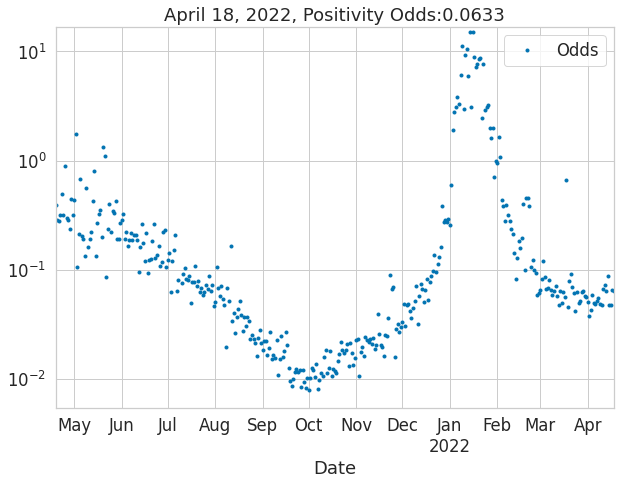 April 18, 2022, Positivity Odds:0.0633
Odds
10¹
10⁰
10⁻¹
10⁻²
May Jun Jul Aug Sep Oct Nov Dec Jan Feb Mar Apr
2022
Date